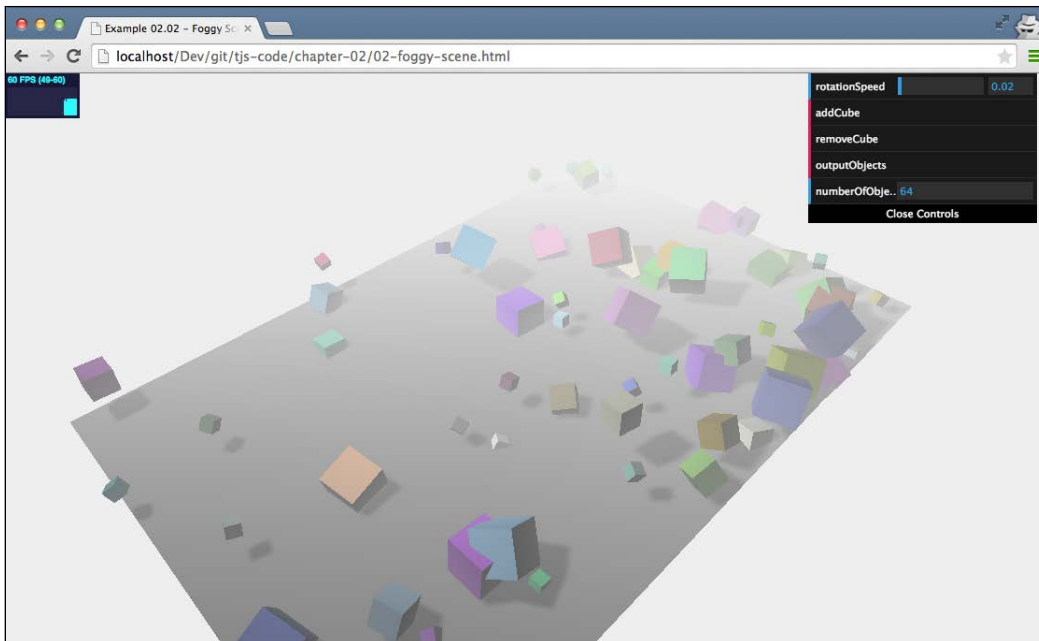 Example 02.02 – Foggy Sc
localhost/Dev/git/tjs-code/chapter-02/02-foggy-scene.html
60 FPS (49-60)
rotationSpeed 0.02
addCube
removeCube
outputObjects
numberOfObje.. 64
Close Controls